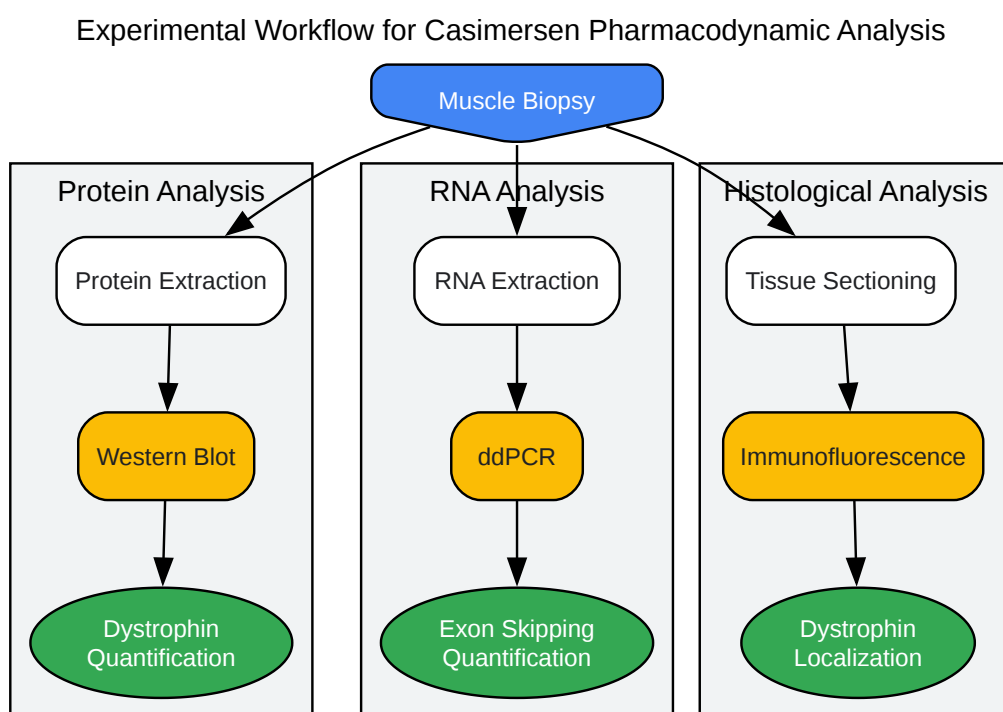 Experimental Workflow for Casimersen Pharmacodynamic Analysis
Muscle Biopsy
Protein Analysis
RNA Analysis
Histological Analysis
Protein Extraction
RNA Extraction
Tissue Sectioning
Western Blot
ddPCR
Immunofluorescence
Dystrophin
Quantification
Exon Skipping
Quantification
Dystrophin
Localization